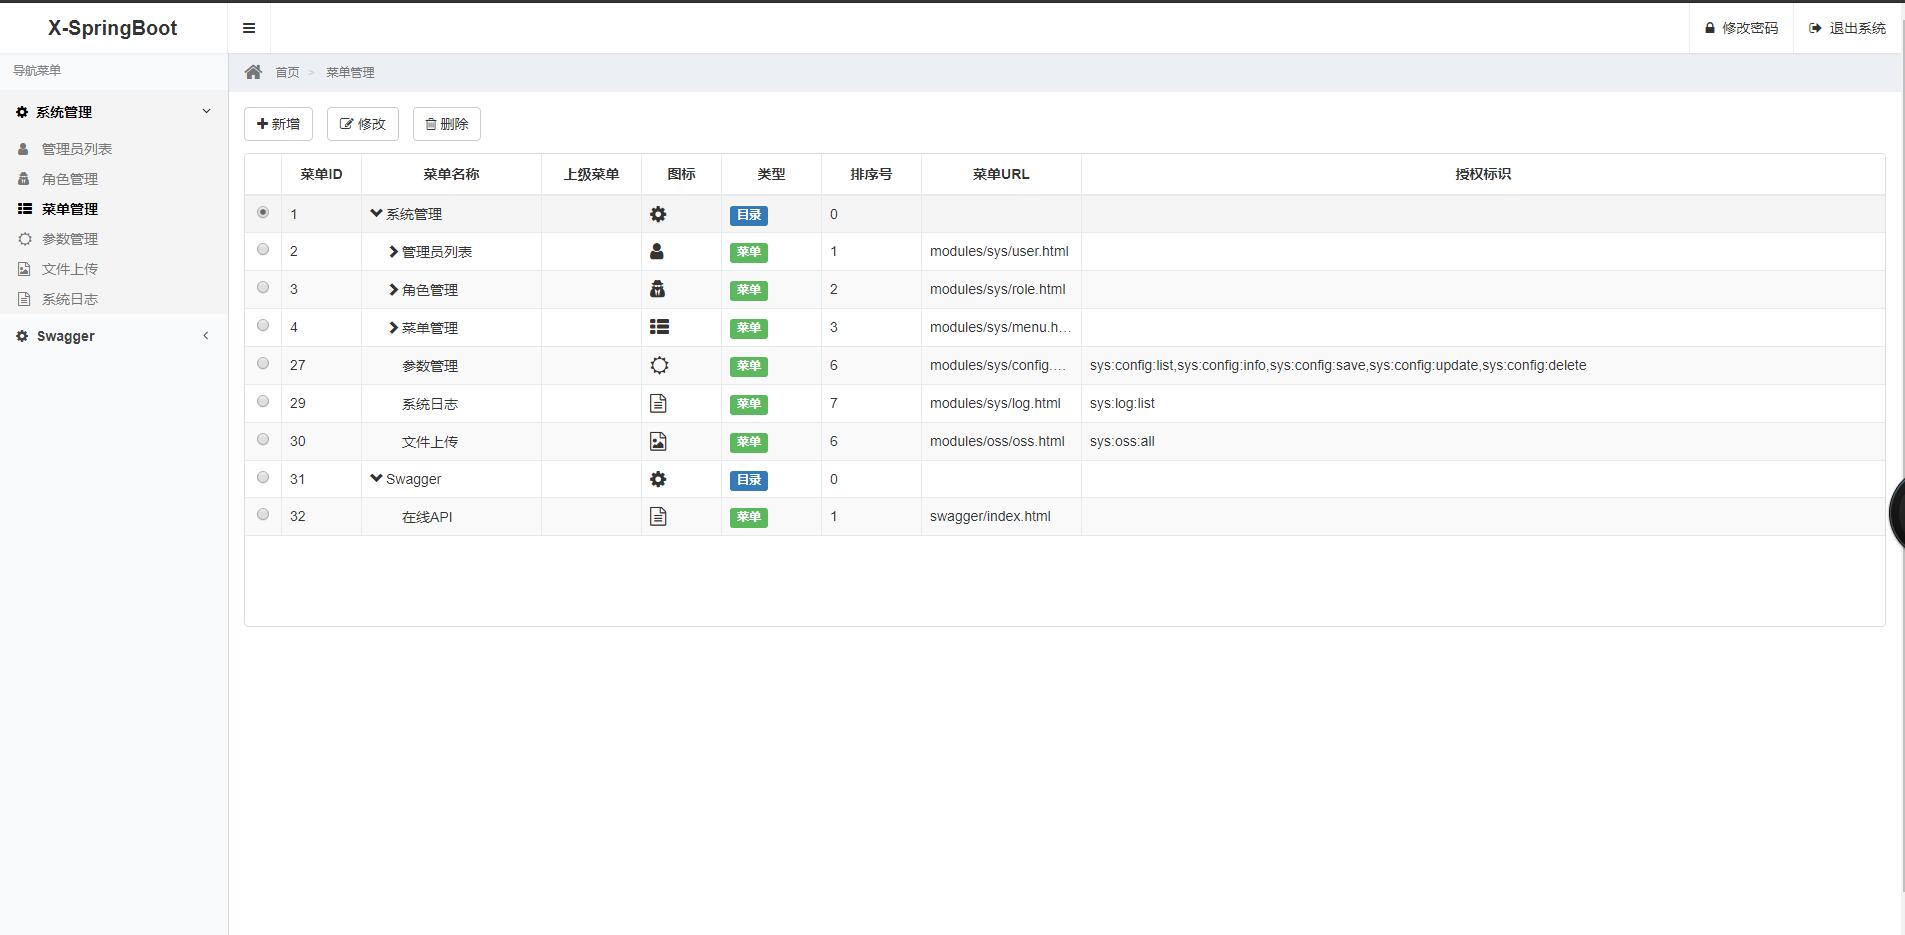 X-SpringBoot
修改密码 退出系统
导航菜单
首页 > 菜单管理
系统管理
管理员列表
角色管理
菜单管理
参数管理
文件上传
系统日志
Swagger
新增 修改 删除
菜单ID 菜单名称 上级菜单 图标 类型 排序号 菜单URL 授权标识
1 系统管理 目录 0
2 管理员列表 菜单 1 modules/sys/user.html
3 角色管理 菜单 2 modules/sys/role.html
4 菜单管理 菜单 3 modules/sys/menu.h...
27 参数管理 菜单 6 modules/sys/config.... sys:config:list,sys:config:info,sys:config:save,sys:config:update,sys:config:delete
29 系统日志 菜单 7 modules/sys/log.html sys:log:list
30 文件上传 菜单 6 modules/oss/oss.html sys:oss:all
31 Swagger 目录 0
32 在线API 菜单 1 swagger/index.html